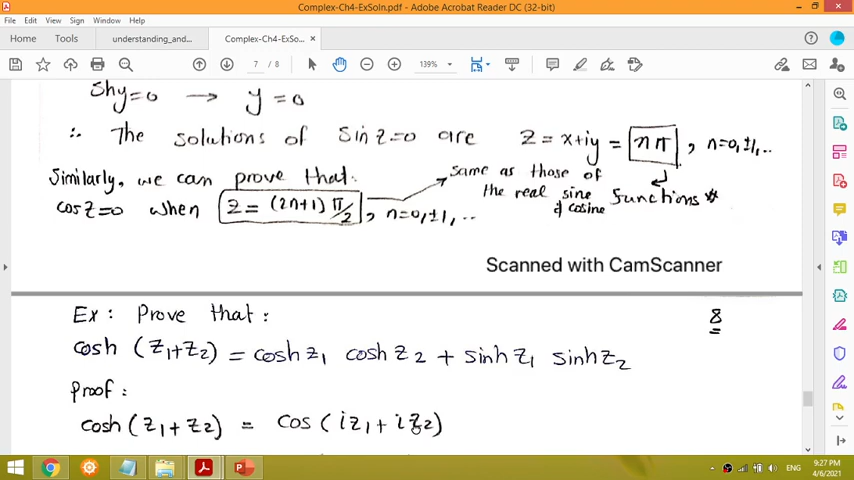 Complex-Ch4-ExSoln.pdf - Adobe Acrobat Reader DC (32-bit)
File Edit View Sign Window Help
Home Tools understanding_and... Complex-Ch4-ExSo... ×
7 / 8 139%
Shy=0 → y=0
∴ The solutions of Sin z=0 are z=x+iy = nπ, n=0,±1,..
Similarly, we can prove that:
cos z=0 when z=(2n+1)π/2, n=0,±1,..
same as those of
the real sine
& cosine functions *
Scanned with CamScanner
Ex: Prove that: 8
cosh (z1+z2) = cosh z1 cosh z2 + sinh z1 sinh z2
Proof:
cosh (z1+z2) = cos (iz1+iz2)
ENG 9:27 PM
4/6/2021